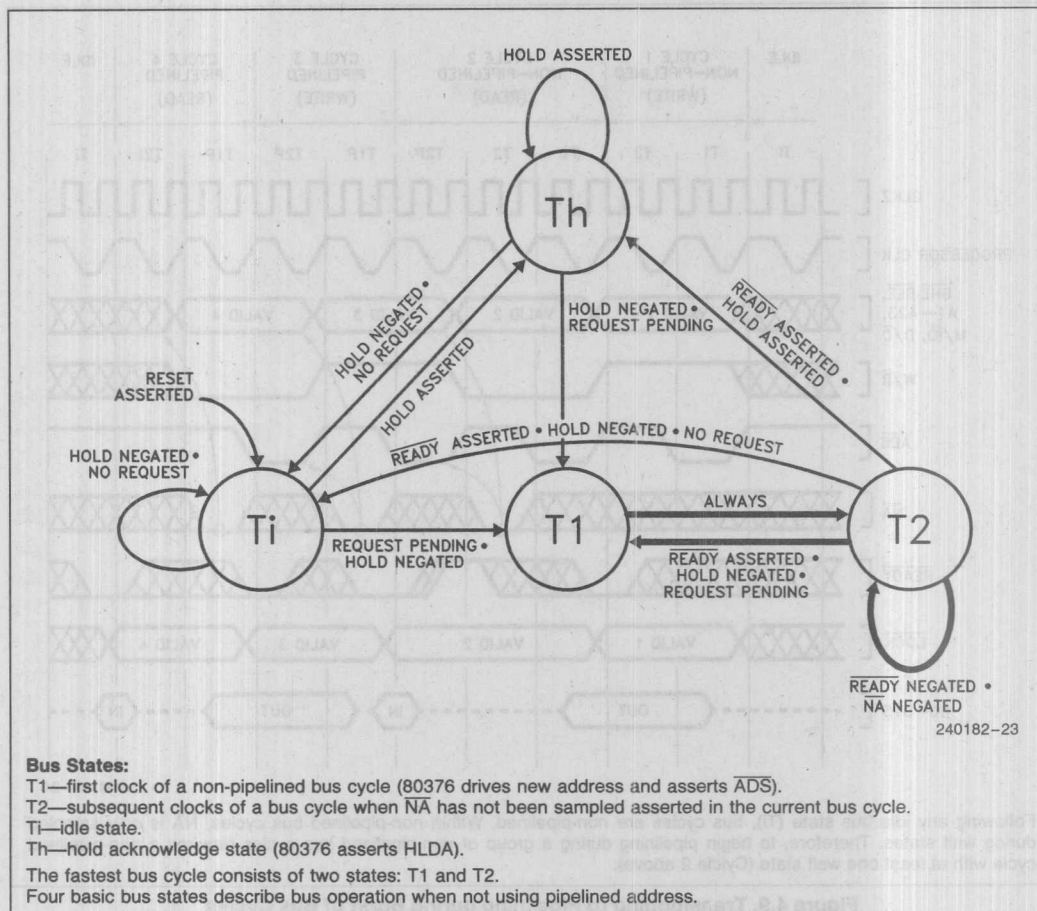 HOLD ASSERTED
Th
HOLD NEGATED •
NO REQUEST
HOLD ASSERTED
HOLD NEGATED •
REQUEST PENDING
READY ASSERTED •
HOLD ASSERTED
RESET
ASSERTED
HOLD NEGATED •
NO REQUEST
READY ASSERTED • HOLD NEGATED • NO REQUEST
Ti
REQUEST PENDING •
HOLD NEGATED
T1
ALWAYS
READY ASSERTED •
HOLD NEGATED •
REQUEST PENDING
T2
READY NEGATED •
NA NEGATED
240182–23
Bus States:
T1—first clock of a non-pipelined bus cycle (80376 drives new address and asserts ADS).
T2—subsequent clocks of a bus cycle when NA has not been sampled asserted in the current bus cycle.
Ti—idle state.
Th—hold acknowledge state (80376 asserts HLDA).
The fastest bus cycle consists of two states: T1 and T2.
Four basic bus states describe bus operation when not using pipelined address.